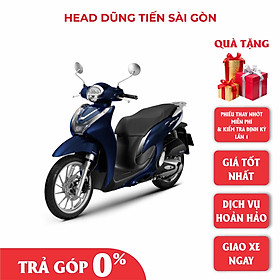 HEAD DŨNG TIẾN SÀI GÒN
QUÀ TẶNG
PHIẾU THAY NHỚT
MIỄN PHÍ
& KIỂM TRA ĐỊNH KỲ
LẦN 1
GIÁ TỐT
NHẤT
DỊCH VỤ
HOÀN HẢO
GIAO XE
NGAY
TRẢ GÓP 0%